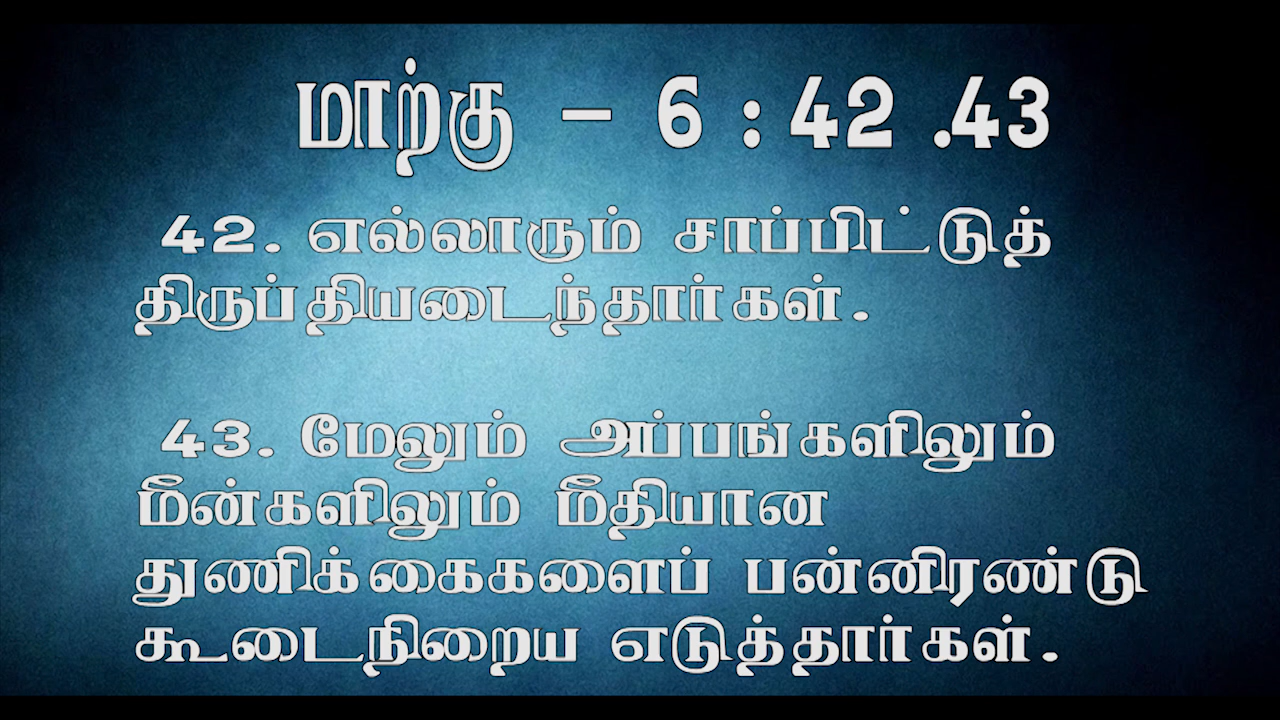 மாற்கு – 6 : 42 .43
42. எல்லாரும் சாப்பிட்டுத்
திருப்தியடைந்தார்கள்.
43. மேலும் அப்பங்களிலும்
மீன்களிலும் மீதியான
துணிக்கைகளைப் பன்னிரண்டு
கூடைநிறைய எடுத்தார்கள்.